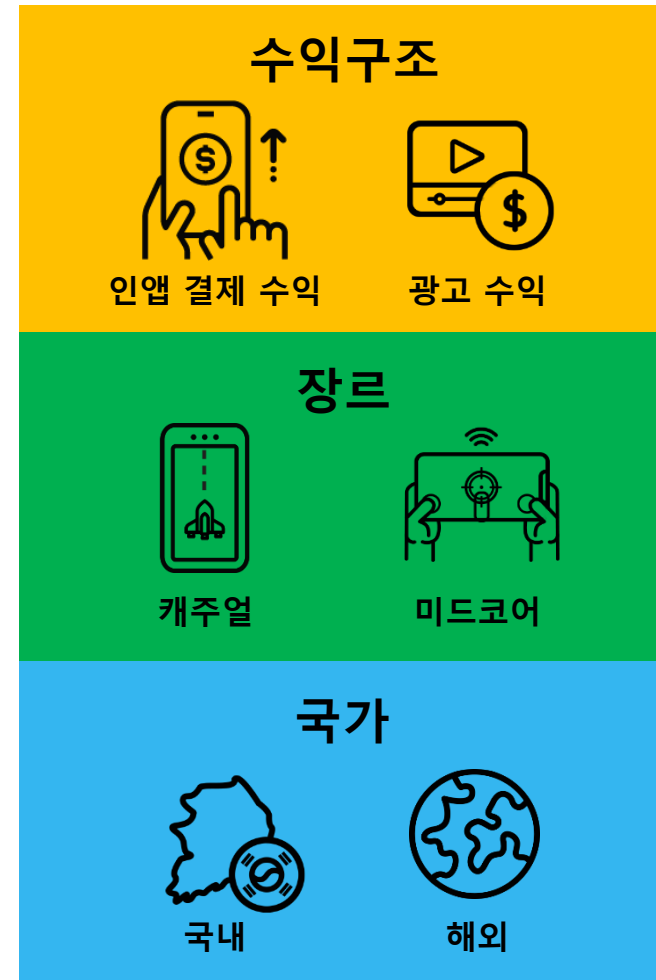 수익구조
인앱 결제 수익
광고 수익
장르
캐주얼
미드코어
국가
국내
해외